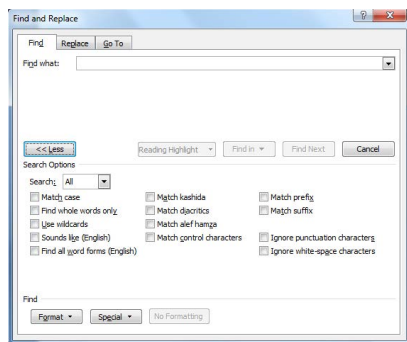 Find and Replace
Find Replace Go To
Find what:
<< Less Reading Highlight Find in Find Next Cancel
Search Options
Search: All
Match case Match kashida Match prefix
Find whole words only Match diacritics Match suffix
Use wildcards Match alef hamza
Sounds like (English) Match control characters Ignore punctuation characters
Find all word forms (English) Ignore white-space characters
Find
Format Special No Formatting